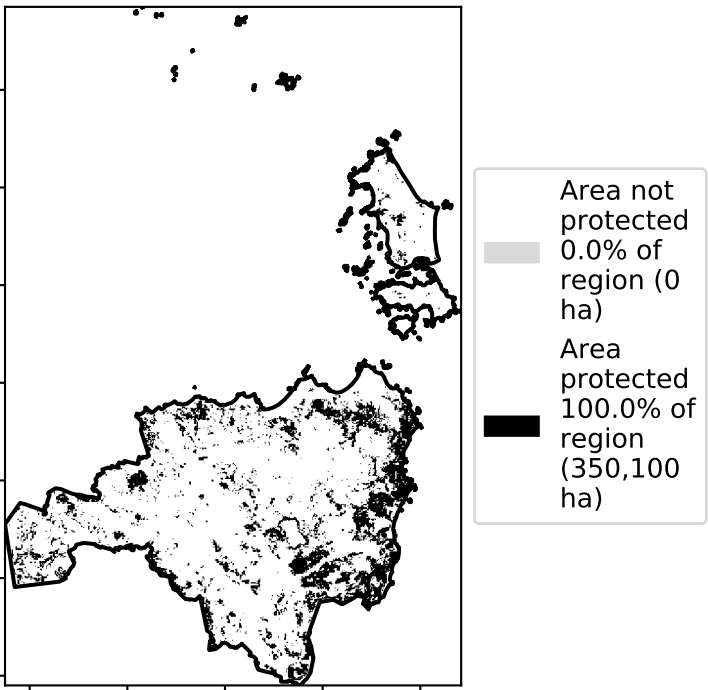 Area not
protected
0.0% of
region (0
ha)
Area
protected
100.0% of
region
(350,100
ha)